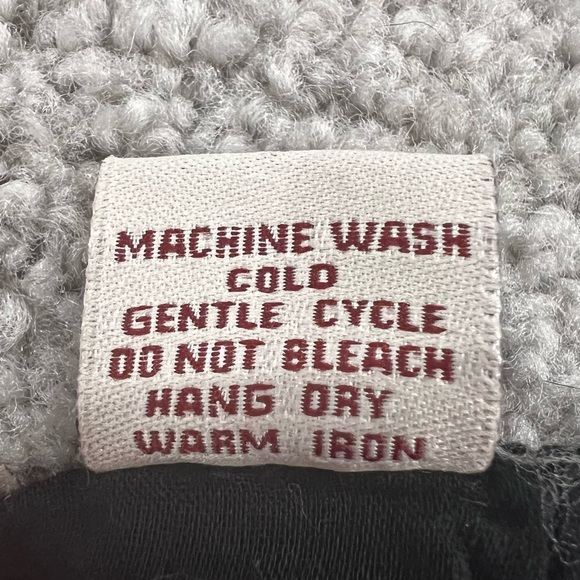 MACHINE WASH
COLD
GENTLE CYCLE
DO NOT BLEACH
HANG DRY
WARM IRON